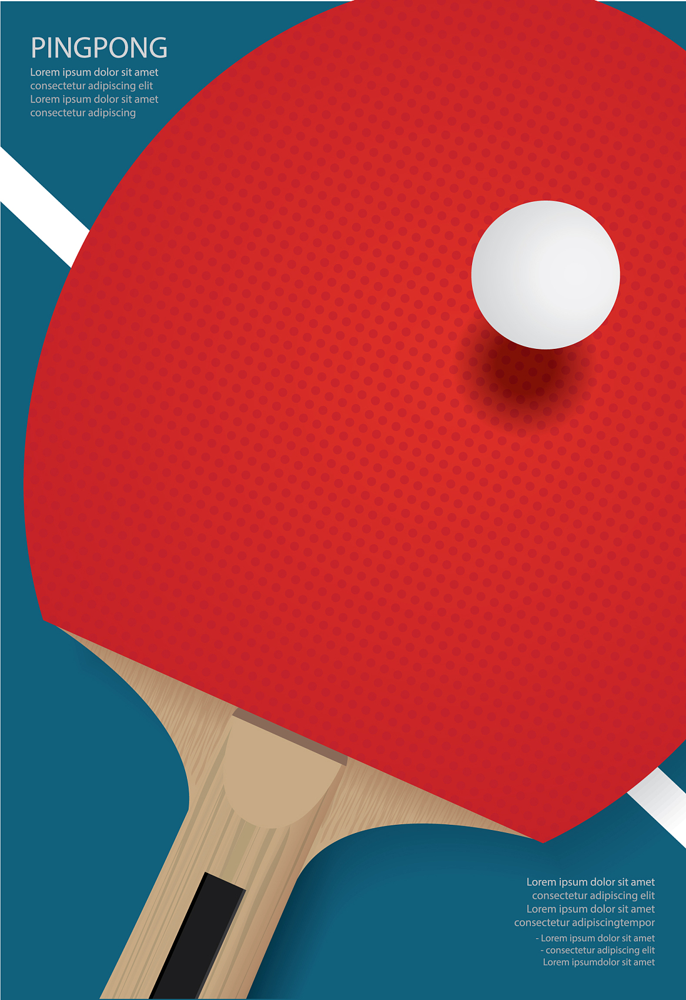 PINGPONG
Lorem ipsum dolor sit amet
consectetur adipiscing elit
Lorem ipsum dolor sit amet
consectetur adipiscing
Lorem ipsum dolor sit amet
consectetur adipiscing elit
Lorem ipsum dolor sit amet
consectetur adipiscingtempor
- Lorem ipsum dolor sit amet
- consectetur adipiscing elit
Lorem ipsumdolor sit amet